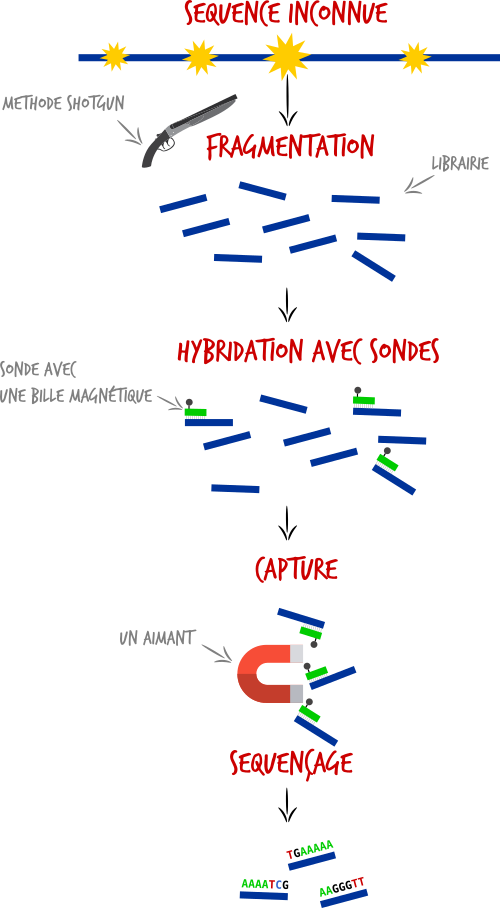 SEQUENCE INCONNUE
METHODE SHOTGUN
FRAGMENTATION
LIBRAIRIE
HYBRIDATION AVEC SONDES
SONDE AVEC
UNE BILLE MAGNÉTIQUE
CAPTURE
UN AIMANT
SEQUENÇAGE
TGAAAAA
AAAATCG
AAGGGTT